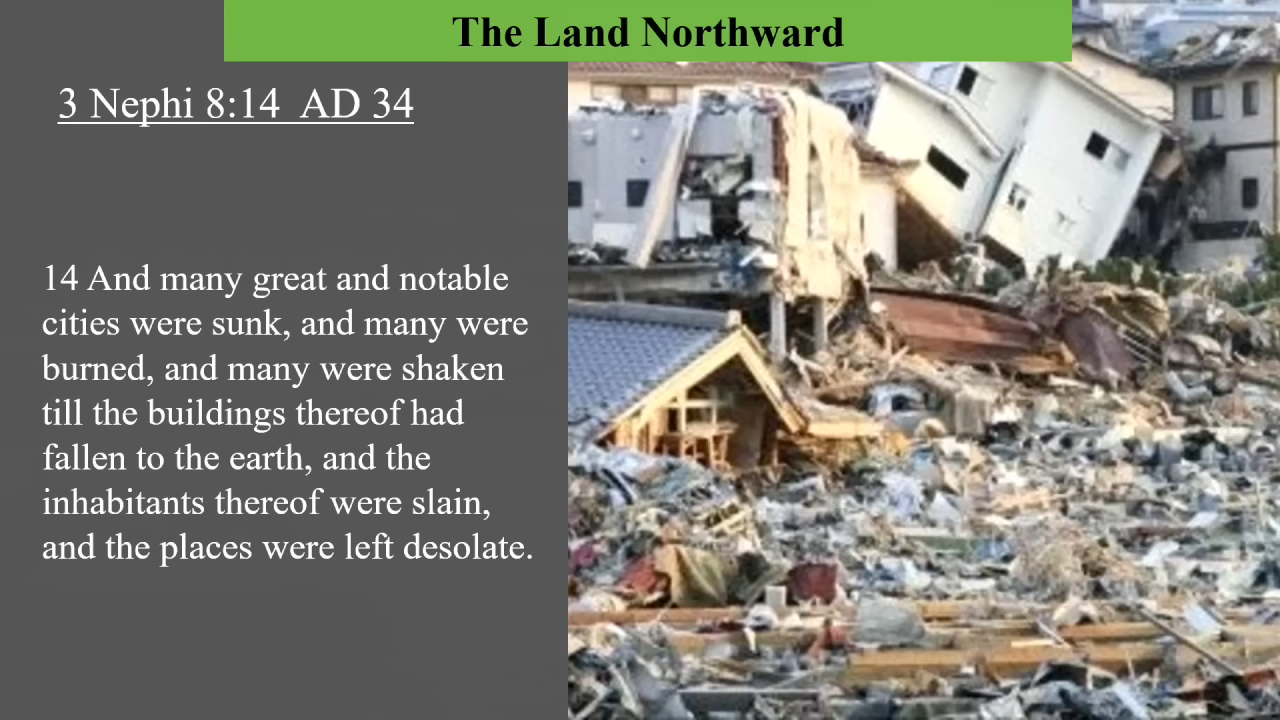 The Land Northward
3 Nephi 8:14  AD 34
14 And many great and notable
cities were sunk, and many were
burned, and many were shaken
till the buildings thereof had
fallen to the earth, and the
inhabitants thereof were slain,
and the places were left desolate.